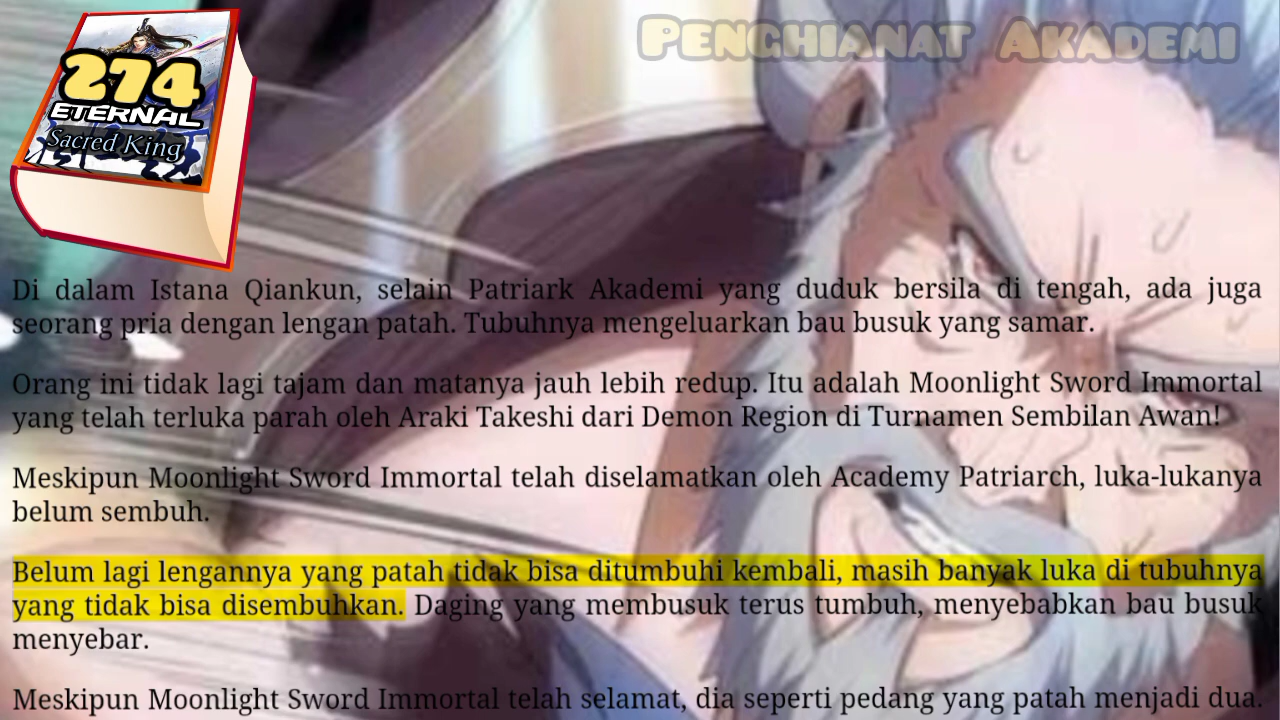 274
ETERNAL
Sacred King
PENGHIANAT AKADEMI
Di dalam Istana Qiankun, selain Patriark Akademi yang duduk bersila di tengah, ada juga
seorang pria dengan lengan patah. Tubuhnya mengeluarkan bau busuk yang samar.
Orang ini tidak lagi tajam dan matanya jauh lebih redup. Itu adalah Moonlight Sword Immortal
yang telah terluka parah oleh Araki Takeshi dari Demon Region di Turnamen Sembilan Awan!
Meskipun Moonlight Sword Immortal telah diselamatkan oleh Academy Patriarch, luka-lukanya
belum sembuh.
Belum lagi lengannya yang patah tidak bisa ditumbuhi kembali, masih banyak luka di tubuhnya
yang tidak bisa disembuhkan. Daging yang membusuk terus tumbuh, menyebabkan bau busuk
menyebar.
Meskipun Moonlight Sword Immortal telah selamat, dia seperti pedang yang patah menjadi dua.